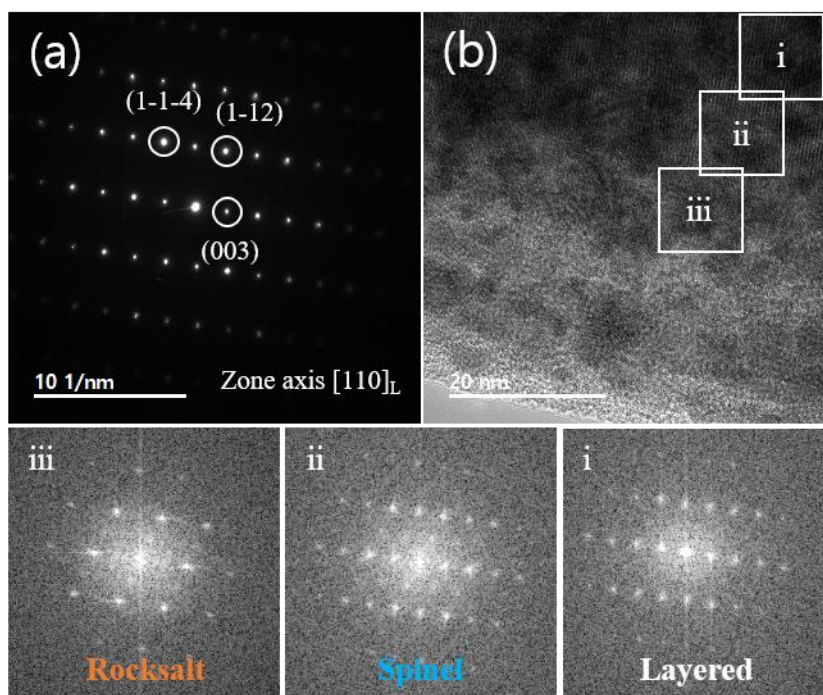 (a)
(1-1-4)
(1-12)
(003)
10 1/nm
Zone axis [110]L
(b)
i
ii
iii
20 nm
iii
Rocksalt
ii
Spinel
i
Layered